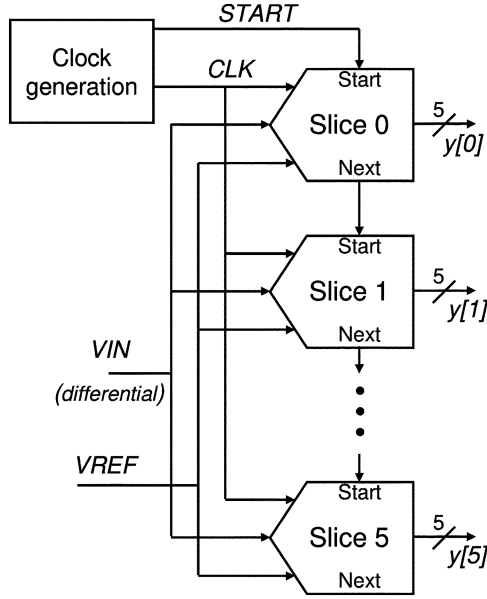 START
Clock
generation
CLK
Start
Slice 0
Next
5
y[0]
Start
Slice 1
Next
5
y[1]
VIN
(differential)
VREF
Start
Slice 5
Next
5
y[5]